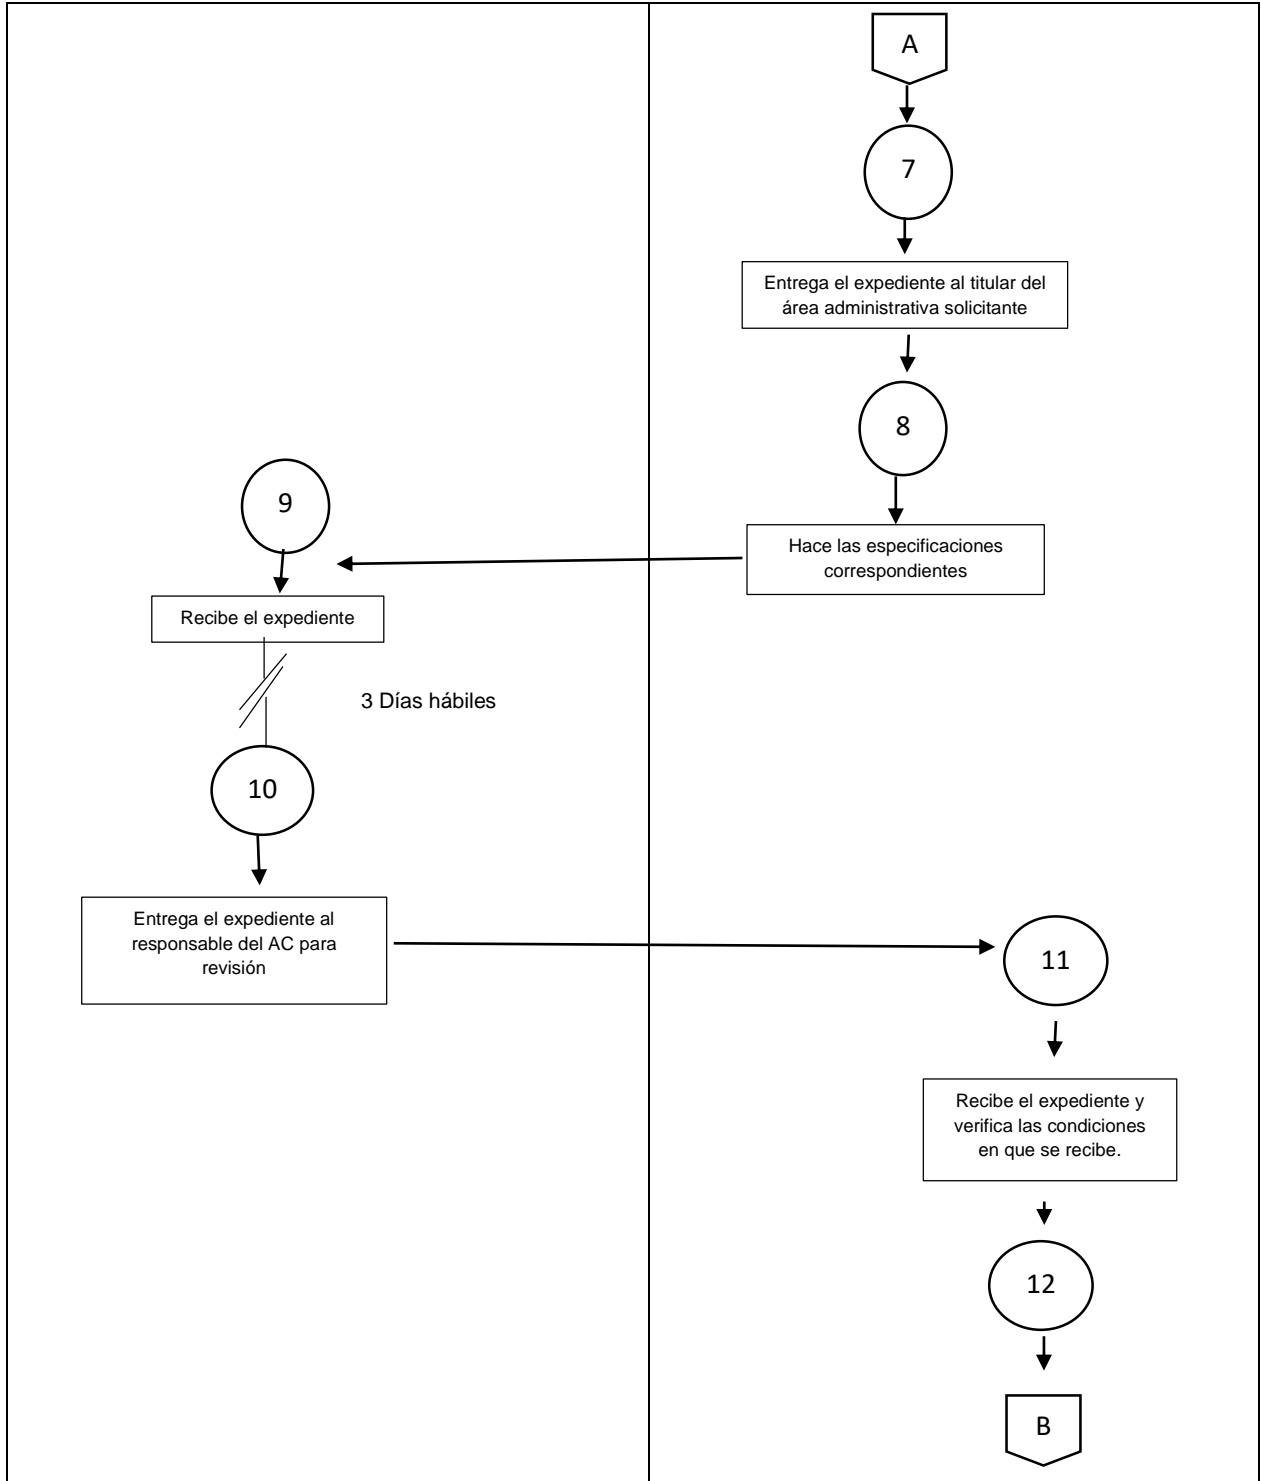 A
7
Entrega el expediente al titular del
área administrativa solicitante
8
Hace las especificaciones
correspondientes
9
Recibe el expediente
3 Días hábiles
10
Entrega el expediente al
responsable del AC para
revisión
11
Recibe el expediente y
verifica las condiciones
en que se recibe.
12
B